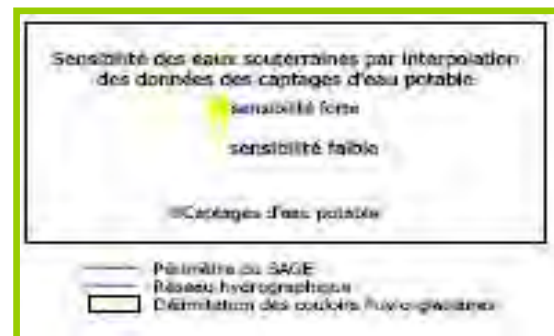 Sensibilité des eaux souterraines par interpolation
des données des captages d'eau potable
sensibilité forte
sensibilité faible
Captages d'eau potable
Périmètre du SAGE
Réseau hydrographique
Délimitation des couloirs fluvio-glaciaires